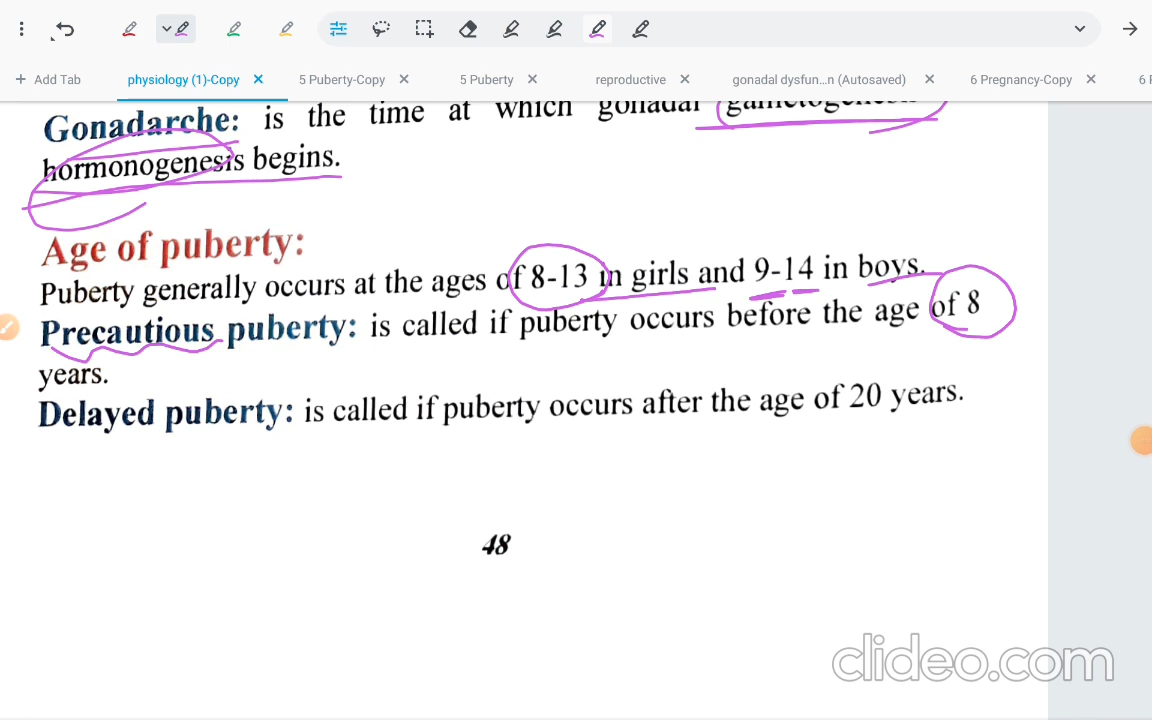 Add Tab physiology (1)-Copy 5 Puberty-Copy 5 Puberty reproductive gonadal dysfun...n (Autosaved) 6 Pregnancy-Copy 6
Gonadarche: is the time at which gonadal gametogenesis
hormonogenesis begins.
Age of puberty:
Puberty generally occurs at the ages of 8-13 in girls and 9-14 in boys.
Precautious puberty: is called if puberty occurs before the age of 8
years.
Delayed puberty: is called if puberty occurs after the age of 20 years.
48
clideo.com